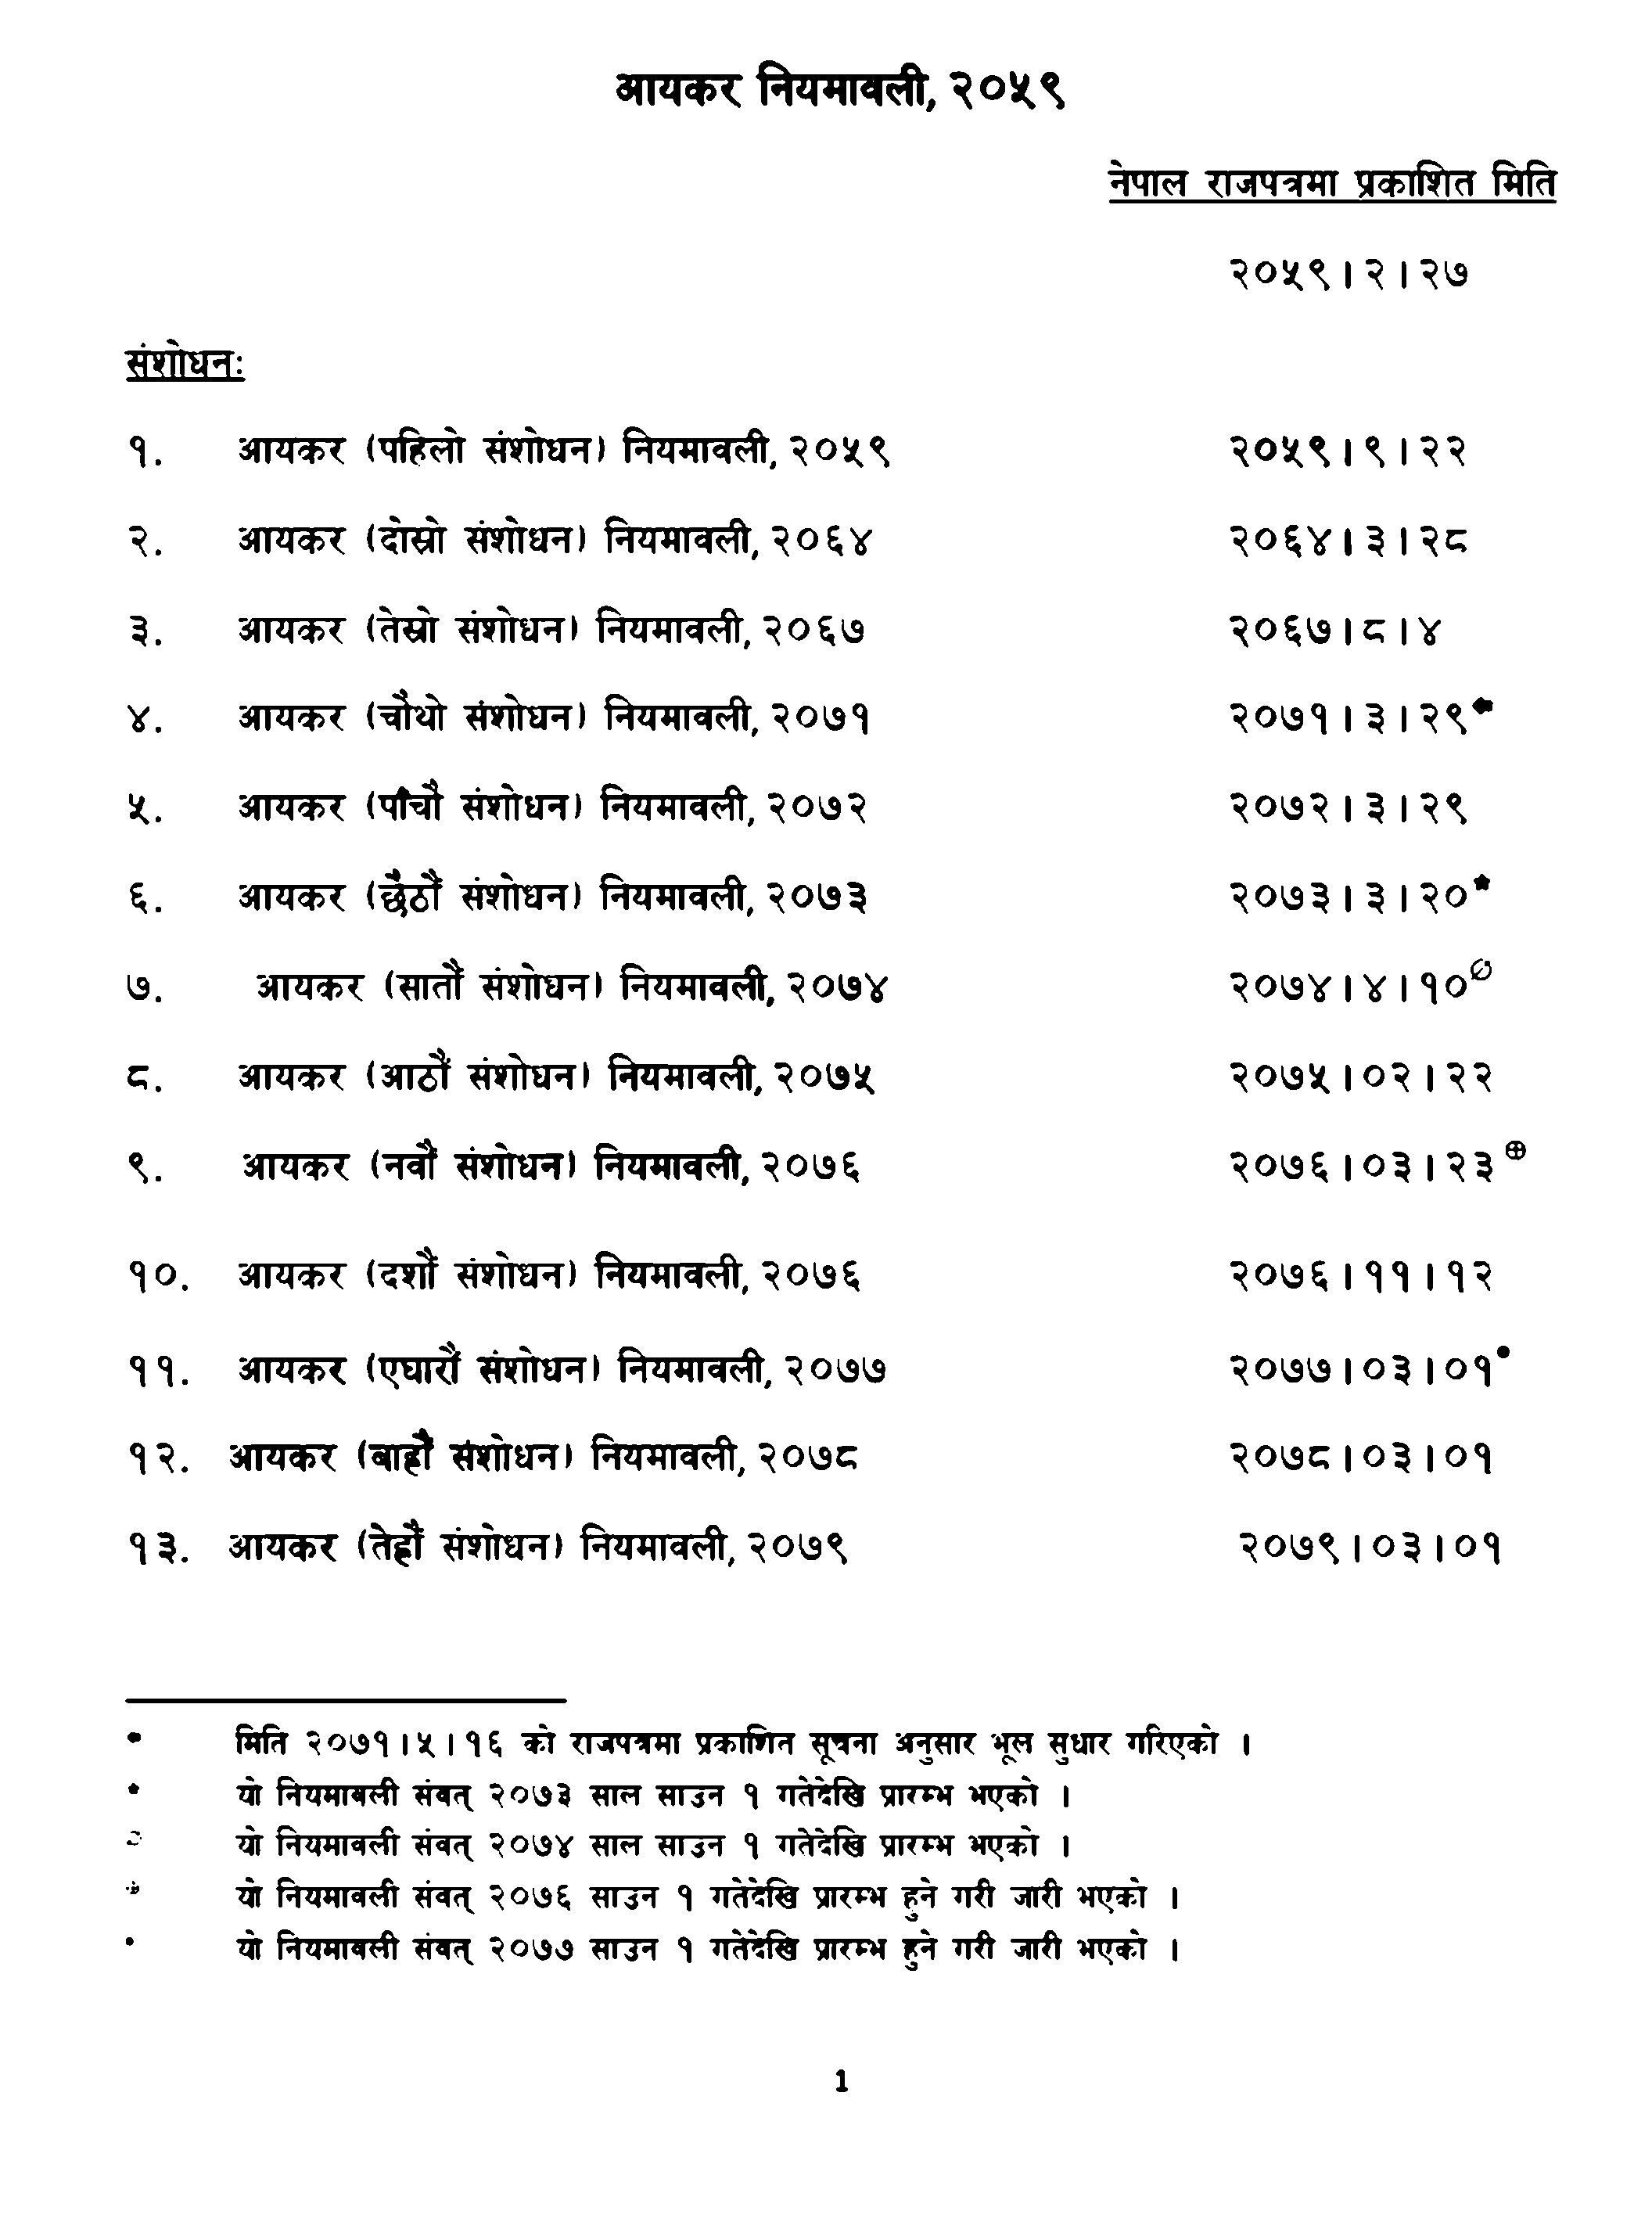 आयकर नियमावली, २०५९
नेपाल राजपत्रमा प्रकाशित मिति
२०५९।२।२७
संशोधनः
१. आयकर (पहिलो संशोधन) नियमावली, २०५९ २०५९।९।२२
२. आयकर (दोस्रो संशोधन) नियमावली, २०६४ २०६४।३।२८
३. आयकर (तेस्रो संशोधन) नियमावली, २०६७ २०६७।८।४
४. आयकर (चौथो संशोधन) नियमावली, २०७१ २०७१।३।२९
५. आयकर (पाँचौ संशोधन) नियमावली, २०७२ २०७२।३।२९
६. आयकर (छैंठौं संशोधन) नियमावली, २०७३ २०७३।३।२०*
७. आयकर (सातौं संशोधन) नियमावली, २०७४ २०७४।४।१०
८. आयकर (आठौं संशोधन) नियमावली, २०७५ २०७५।०२।२२
९. आयकर (नवौं संशोधन) नियमावली, २०७६ २०७६।०३।२३⊕
१०. आयकर (दशौं संशोधन) नियमावली, २०७६ २०७६।११।१२
११. आयकर (एघारौं संशोधन) नियमावली, २०७७ २०७७।०३।०१•
१२. आयकर (बाह्रौं संशोधन) नियमावली, २०७८ २०७८।०३।०१
१३. आयकर (तेह्रौं संशोधन) नियमावली, २०७९ २०७९।०३।०१
मिति २०७१।५।१६ को राजपत्रमा प्रकाशित सूचना अनुसार भूल सुधार गरिएको ।
* यो नियमावली संवत् २०७३ साल साउन १ गतेदेखि प्रारम्भ भएको ।
यो नियमावली संवत् २०७४ साल साउन १ गतेदेखि प्रारम्भ भएको ।
यो नियमावली संवत् २०७६ साउन १ गतेदेखि प्रारम्भ हुने गरी जारी भएको ।
• यो नियमावली संवत् २०७७ साउन १ गतेदेखि प्रारम्भ हुने गरी जारी भएको ।
1